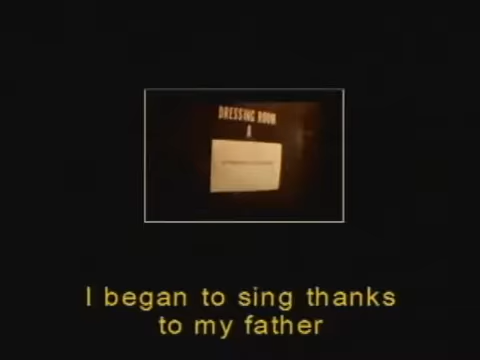 DRESSING ROOM
A
I began to sing thanks
to my father